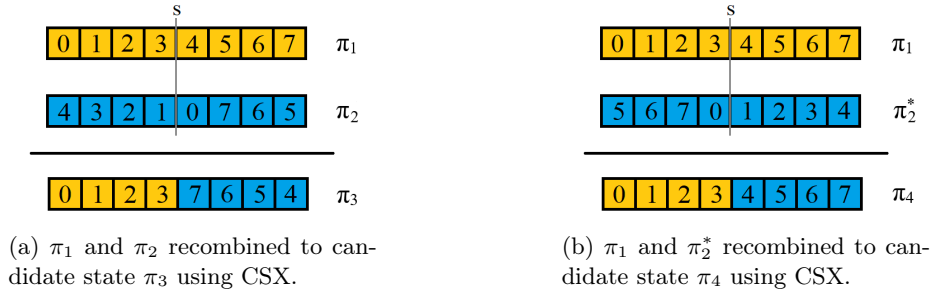 s
0 1 2 3 4 5 6 7 π₁
4 3 2 1 0 7 6 5 π₂
0 1 2 3 7 6 5 4 π₃
(a) π₁ and π₂ recombined to can-
didate state π₃ using CSX.
s
0 1 2 3 4 5 6 7 π₁
5 6 7 0 1 2 3 4 π₂*
0 1 2 3 4 5 6 7 π₄
(b) π₁ and π₂* recombined to can-
didate state π₄ using CSX.